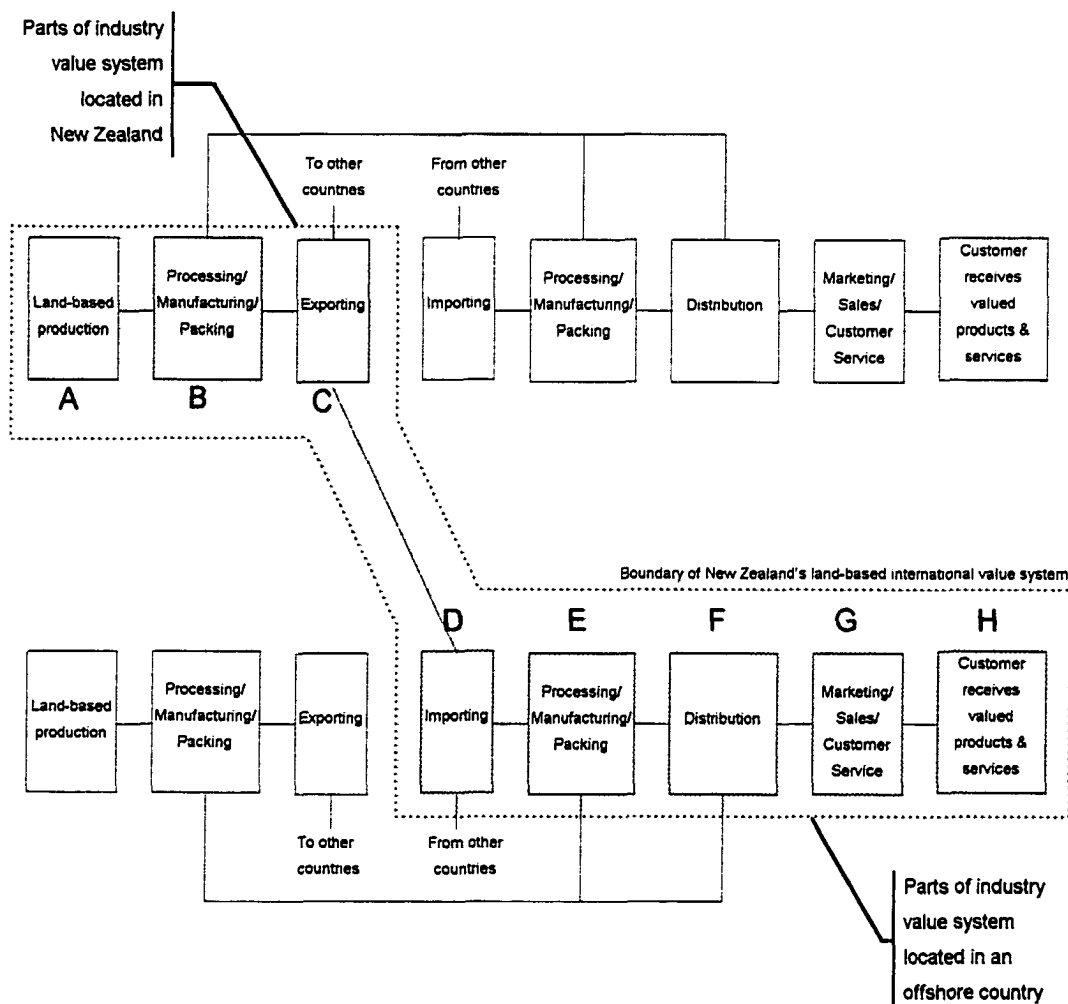 Parts of industry
value system
located in
New Zealand
To other
countries
From other
countries
Land-based
production
Processing/
Manufacturing/
Packing
Exporting
Importing
Processing/
Manufacturing/
Packing
Distribution
Marketing/
Sales/
Customer
Service
Customer
receives
valued
products &
services
A
B
C
Boundary of New Zealand's land-based international value system
D
E
F
G
H
Land-based
production
Processing/
Manufacturing/
Packing
Exporting
Importing
Processing/
Manufacturing/
Packing
Distribution
Marketing/
Sales/
Customer
Service
Customer
receives
valued
products &
services
To other
countries
From other
countries
Parts of industry
value system
located in an
offshore country